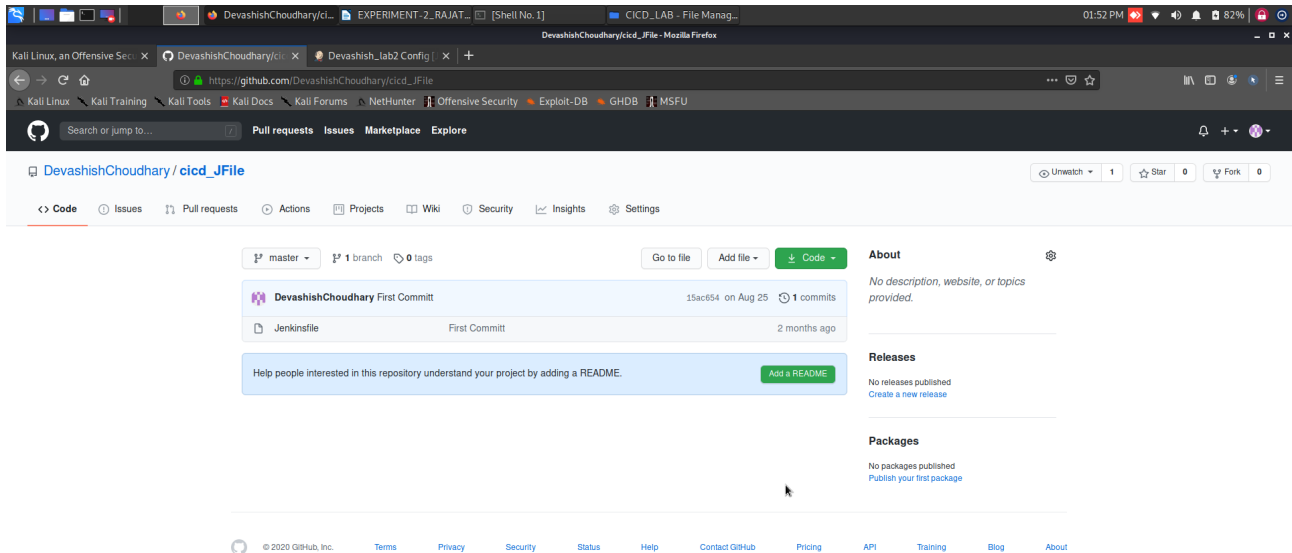 DevashishChoudhary/ci... EXPERIMENT-2_RAJAT... [Shell No. 1] CICD_LAB - File Manag... 01:52 PM 82%
DevashishChoudhary/cicd_JFile - Mozilla Firefox
Kali Linux, an Offensive Sec DevashishChoudhary/cic Devashish_lab2 Config [
https://github.com/DevashishChoudhary/cicd_JFile
Kali Linux Kali Training Kali Tools Kali Docs Kali Forums NetHunter Offensive Security Exploit-DB GHDB MSFU
Search or jump to... / Pull requests Issues Marketplace Explore
DevashishChoudhary / cicd_JFile Unwatch 1 Star 0 Fork 0
Code Issues Pull requests Actions Projects Wiki Security Insights Settings
master 1 branch 0 tags Go to file Add file Code About
No description, website, or topics
provided.
DevashishChoudhary First Committ 15ac654 on Aug 25 1 commits
Jenkinsfile First Committ 2 months ago
Help people interested in this repository understand your project by adding a README. Add a README
Releases
No releases published
Create a new release
Packages
No packages published
Publish your first package
© 2020 GitHub, Inc. Terms Privacy Security Status Help Contact GitHub Pricing API Training Blog About